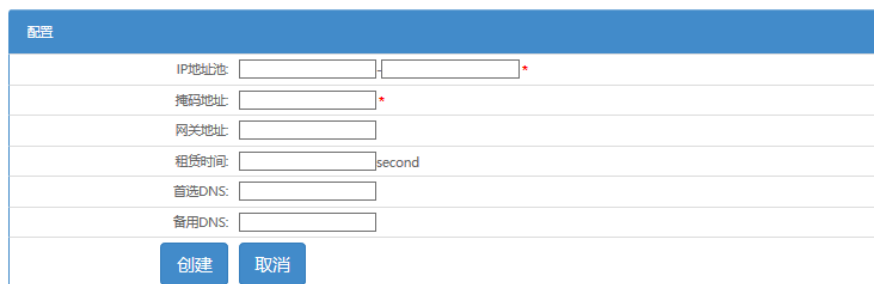 配置
IP地址池: - *
掩码地址: *
网关地址:
租赁时间: second
首选DNS:
备用DNS:
创建 取消